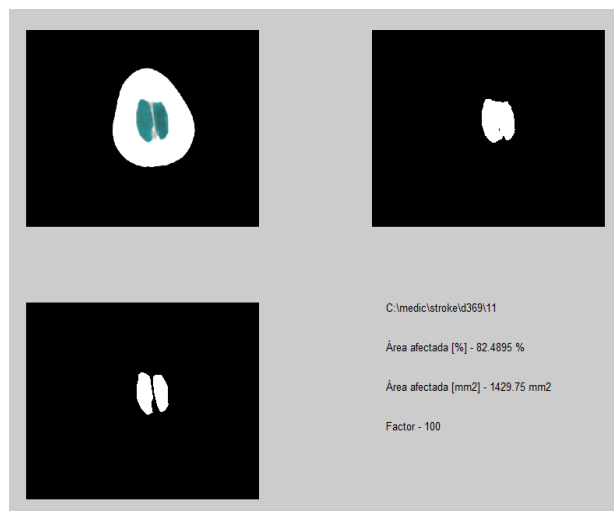 C:\medic\stroke\d369\11
Área afectada [%] - 82.4895 %
Área afectada [mm2] - 1429.75 mm2
Factor - 100